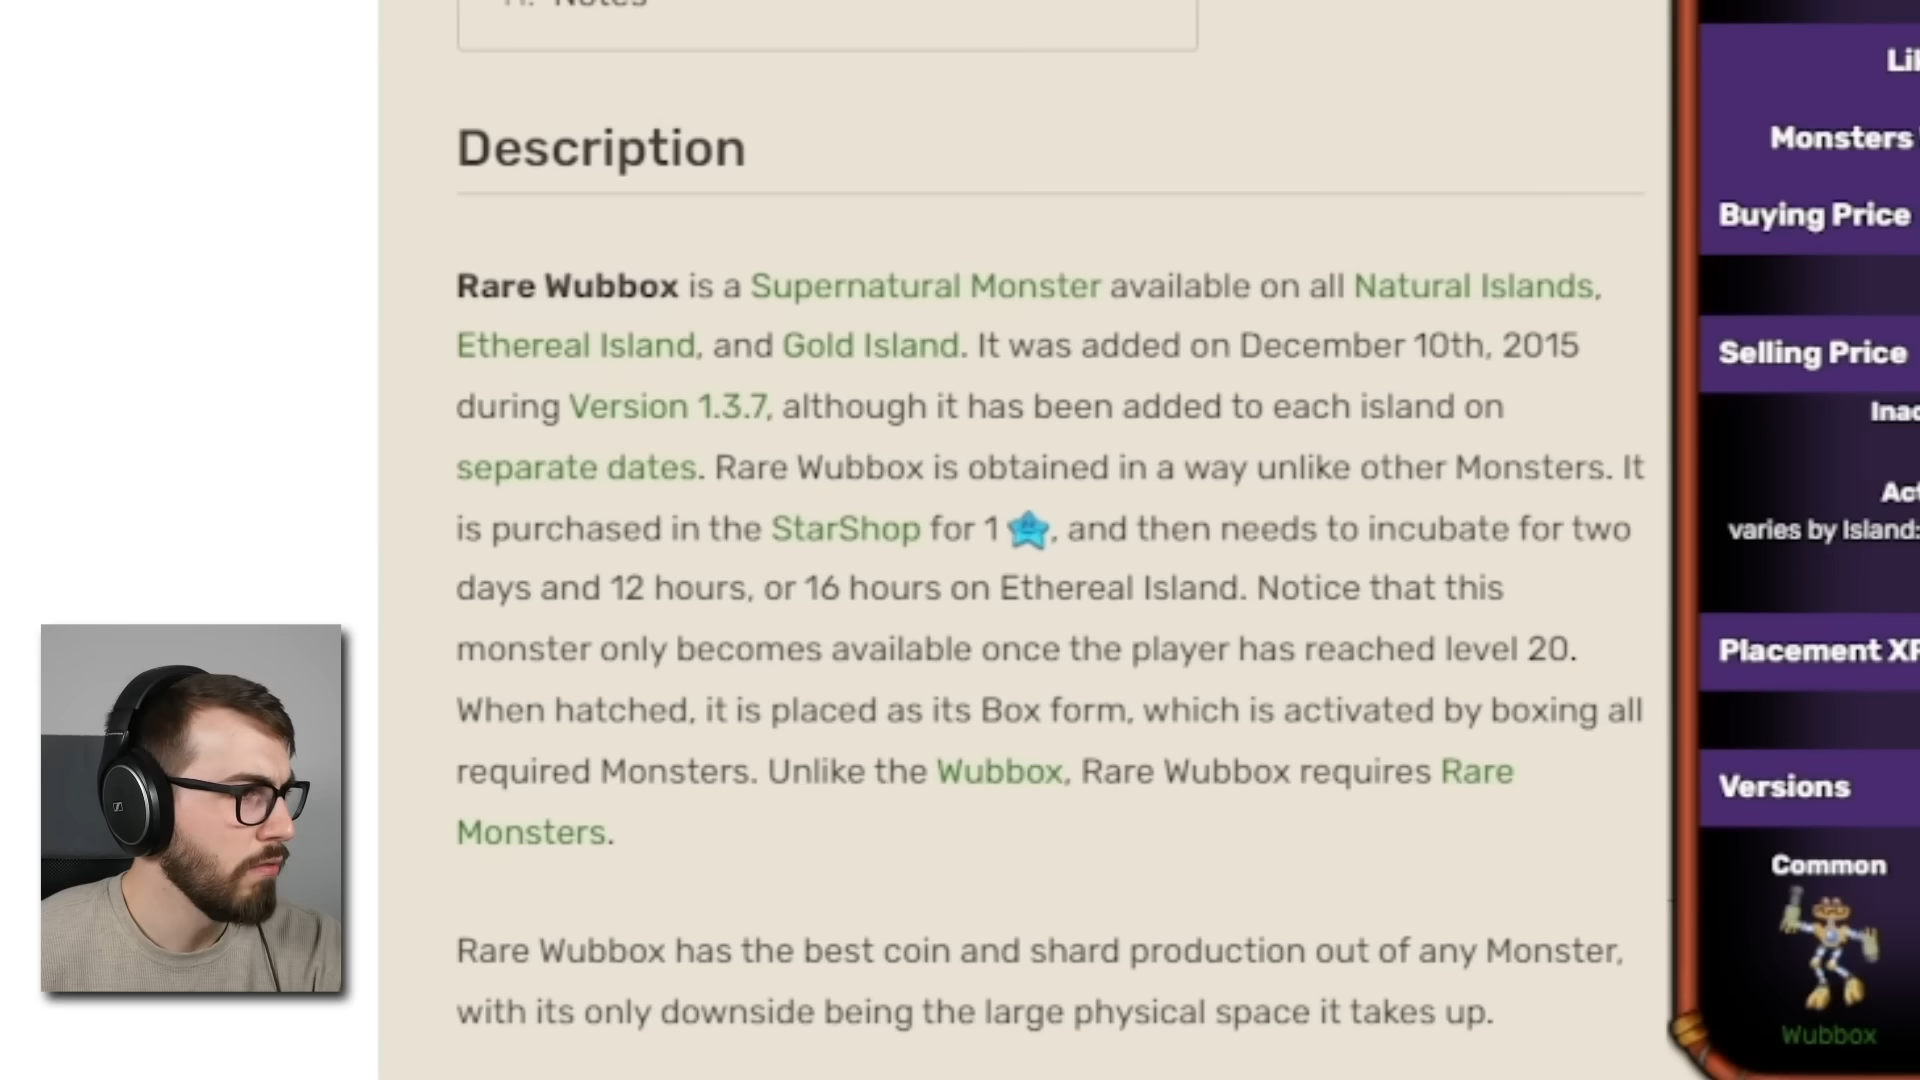 11. Notes
Description
Rare Wubbox is a Supernatural Monster available on all Natural Islands,
Ethereal Island, and Gold Island. It was added on December 10th, 2015
during Version 1.3.7, although it has been added to each island on
separate dates. Rare Wubbox is obtained in a way unlike other Monsters. It
is purchased in the StarShop for 1 , and then needs to incubate for two
days and 12 hours, or 16 hours on Ethereal Island. Notice that this
monster only becomes available once the player has reached level 20.
When hatched, it is placed as its Box form, which is activated by boxing all
required Monsters. Unlike the Wubbox, Rare Wubbox requires Rare
Monsters.
Rare Wubbox has the best coin and shard production out of any Monster,
with its only downside being the large physical space it takes up.
Monsters
Buying Price
Selling Price
varies by Island:
Placement XP
Versions
Common
Wubbox